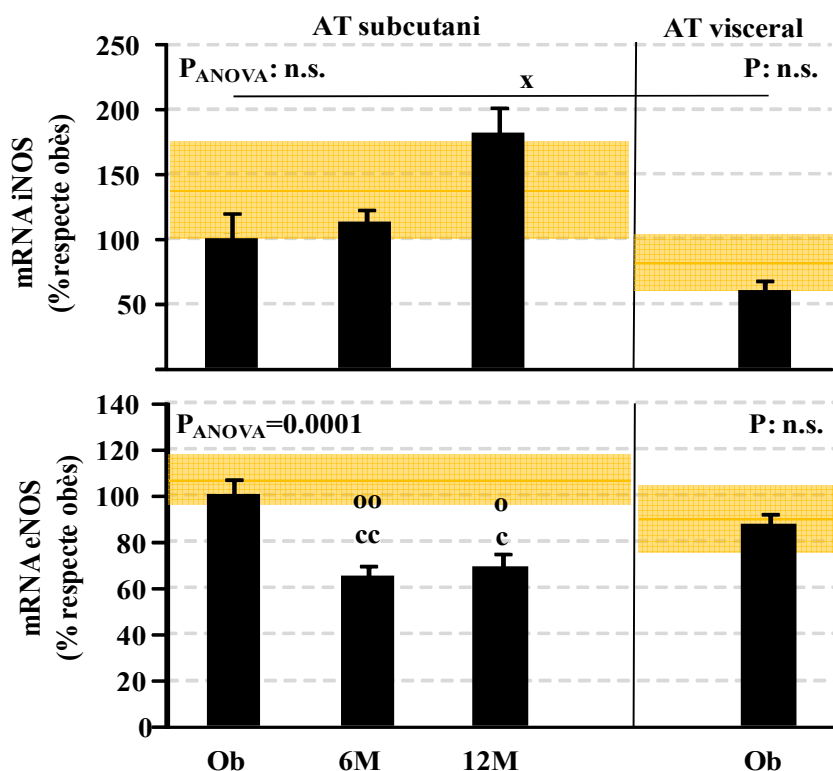 AT subcutani
AT visceral
mRNA iNOS
(%respecte obès)
250
200
150
100
50
PANOVA: n.s.
P: n.s.
x
mRNA eNOS
(% respecte obès)
140
120
100
80
60
40
20
0
PANOVA=0.0001
P: n.s.
oo
cc
o
c
Ob
6M
12M
Ob